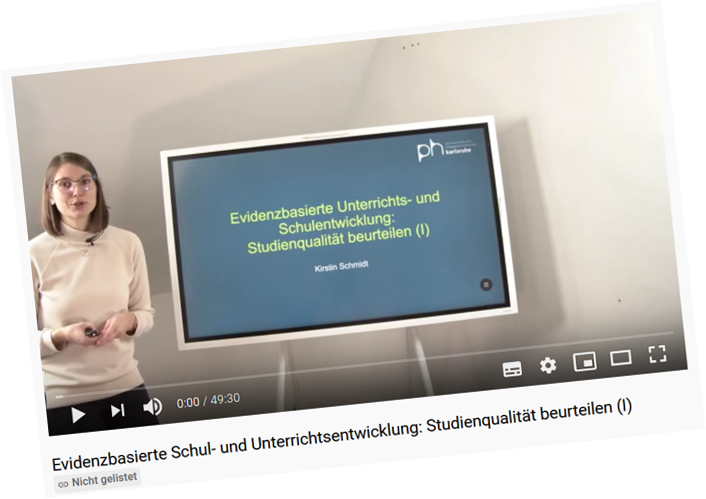 ph
karlsruhe
Evidenzbasierte Unterrichts- und
Schulentwicklung:
Studienqualität beurteilen (I)
Kirstin Schmidt
0:00 / 49:30
Evidenzbasierte Schul- und Unterrichtsentwicklung: Studienqualität beurteilen (I)
Nicht gelistet